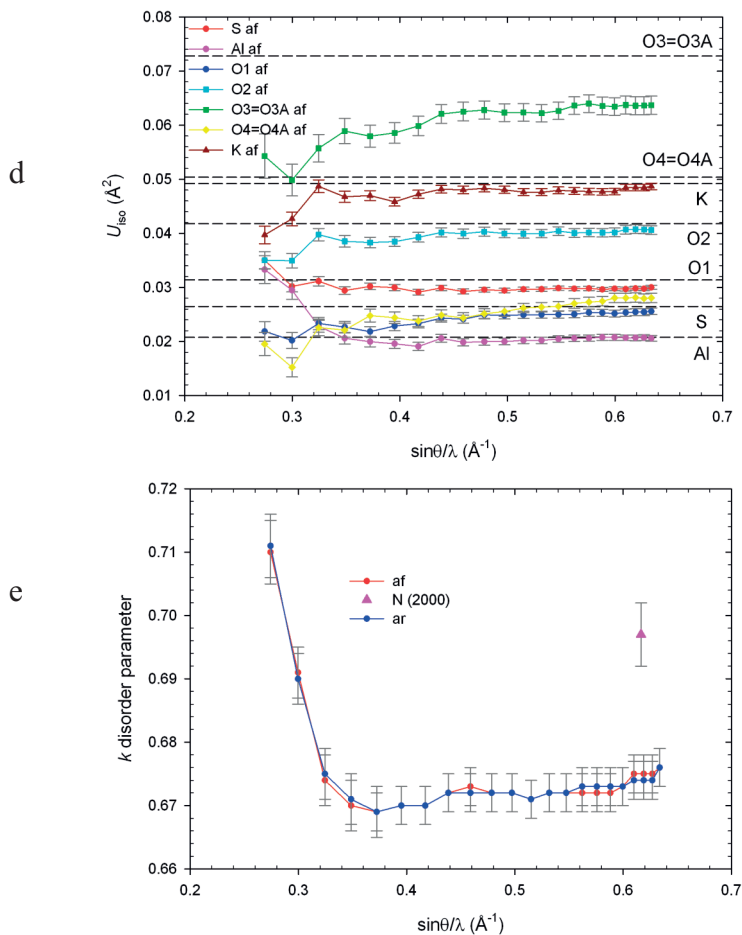 d
0.08
0.07
0.06
0.05
0.04
0.03
0.02
0.01
Uiso (Å²)
S af
Al af
O1 af
O2 af
O3=O3A af
O4=O4A af
K af
O3=O3A
O4=O4A
K
O2
O1
S
Al
0.2 0.3 0.4 0.5 0.6 0.7
sinθ/λ (Å⁻¹)
e
0.72
0.71
0.70
0.69
0.68
0.67
0.66
k disorder parameter
af
N (2000)
ar
0.2 0.3 0.4 0.5 0.6 0.7
sinθ/λ (Å⁻¹)